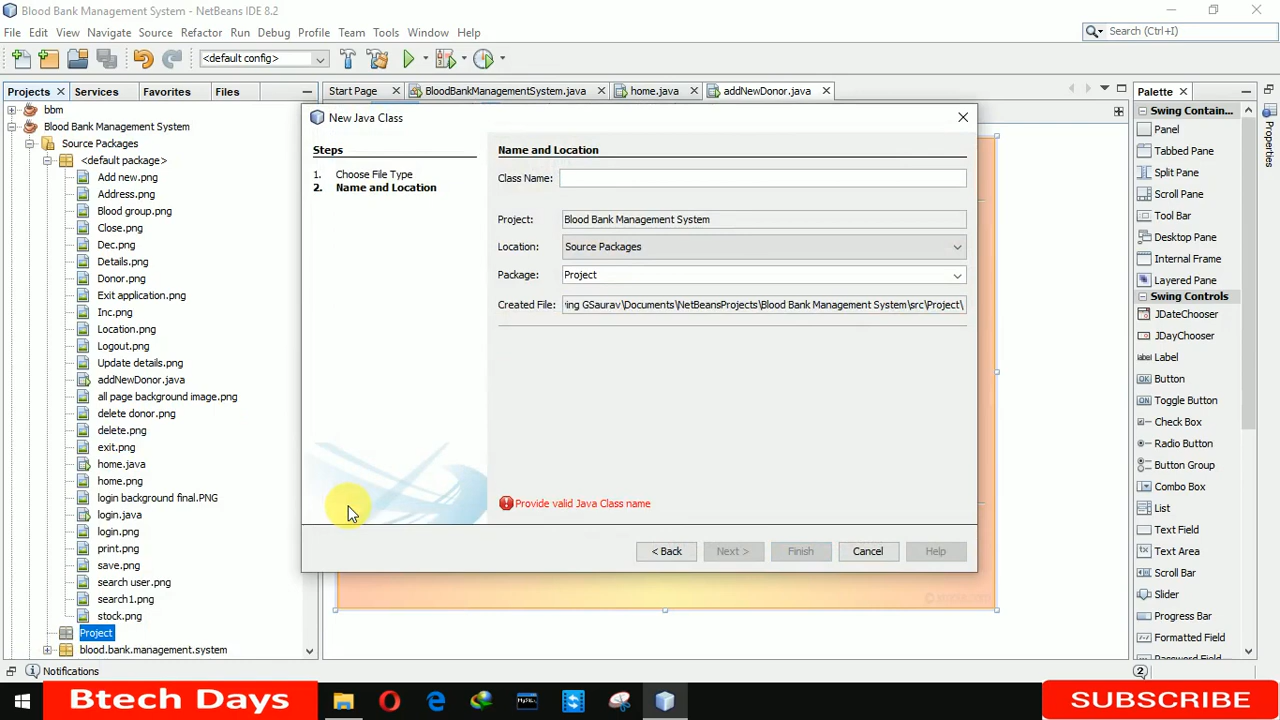 Blood Bank Management System - NetBeans IDE 8.2
File Edit View Navigate Source Refactor Run Debug Profile Team Tools Window Help
Search (Ctrl+I)
<default config>
Projects Services Favorites Files
Start Page BloodBankManagementSystem.java home.java addNewDonor.java
Palette
bbm
Blood Bank Management System
Source Packages
<default package>
Add new.png
Address.png
Blood group.png
Close.png
Dec.png
Details.png
Donor.png
Exit application.png
Inc.png
Location.png
Logout.png
Update details.png
addNewDonor.java
all page background image.png
delete donor.png
delete.png
exit.png
home.java
home.png
login background final.PNG
login.java
login.png
print.png
save.png
search user.png
search1.png
stock.png
Project
blood.bank.management.system
New Java Class
Steps
1. Choose File Type
2. Name and Location
Name and Location
Class Name:
Project: Blood Bank Management System
Location: Source Packages
Package: Project
Created File: ing GSaurav\Documents\NetBeansProjects\Blood Bank Management System\src\Project\
Provide valid Java Class name
< Back Next > Finish Cancel Help
Swing Contain...
Panel
Tabbed Pane
Split Pane
Scroll Pane
Tool Bar
Desktop Pane
Internal Frame
Layered Pane
Swing Controls
JDateChooser
JDayChooser
Label
Button
Toggle Button
Check Box
Radio Button
Button Group
Combo Box
List
Text Field
Text Area
Scroll Bar
Slider
Progress Bar
Formatted Field
Password Field
Properties
Notifications
2
Btech Days
SUBSCRIBE